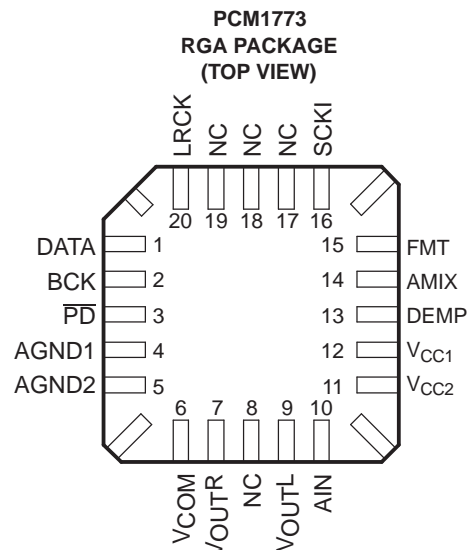 PCM1773
RGA PACKAGE
(TOP VIEW)
LRCK
NC
NC
NC
SCKI
20 19 18 17 16
DATA 1
BCK 2
P̅D̅ 3
AGND1 4
AGND2 5
15 FMT
14 AMIX
13 DEMP
12 VCC1
11 VCC2
6 7 8 9 10
VCOM
VOUTR
NC
VOUTL
AIN